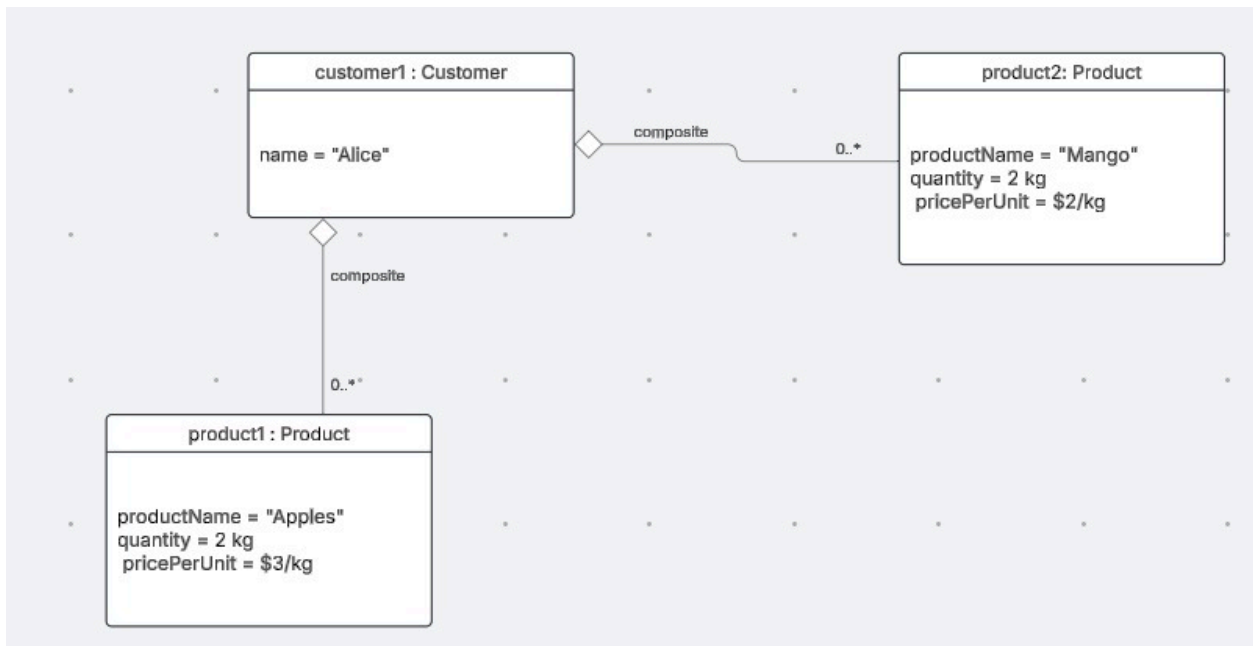 customer1 : Customer
name = "Alice"
composite
0..*
product2: Product
productName = "Mango"
quantity = 2 kg
pricePerUnit = $2/kg
composite
0..*
product1 : Product
productName = "Apples"
quantity = 2 kg
pricePerUnit = $3/kg